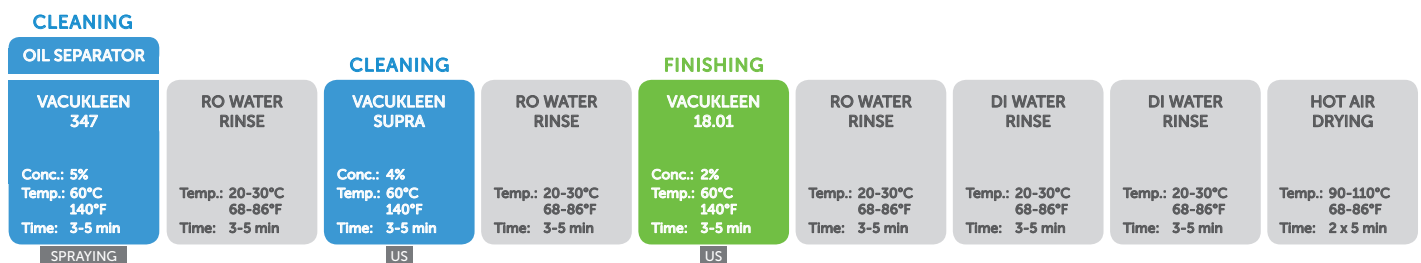 CLEANING
OIL SEPARATOR
VACUKLEEN
347
Conc.: 5%
Temp.: 60°C
140°F
Time: 3-5 min
SPRAYING
RO WATER
RINSE
Temp.: 20-30°C
68-86°F
Time: 3-5 min
CLEANING
VACUKLEEN
SUPRA
Conc.: 4%
Temp.: 60°C
140°F
Time: 3-5 min
US
RO WATER
RINSE
Temp.: 20-30°C
68-86°F
Time: 3-5 min
FINISHING
VACUKLEEN
18.01
Conc.: 2%
Temp.: 60°C
140°F
Time: 3-5 min
US
RO WATER
RINSE
Temp.: 20-30°C
68-86°F
Time: 3-5 min
DI WATER
RINSE
Temp.: 20-30°C
68-86°F
Time: 3-5 min
DI WATER
RINSE
Temp.: 20-30°C
68-86°F
Time: 3-5 min
HOT AIR
DRYING
Temp.: 90-110°C
68-86°F
Time: 2 x 5 min